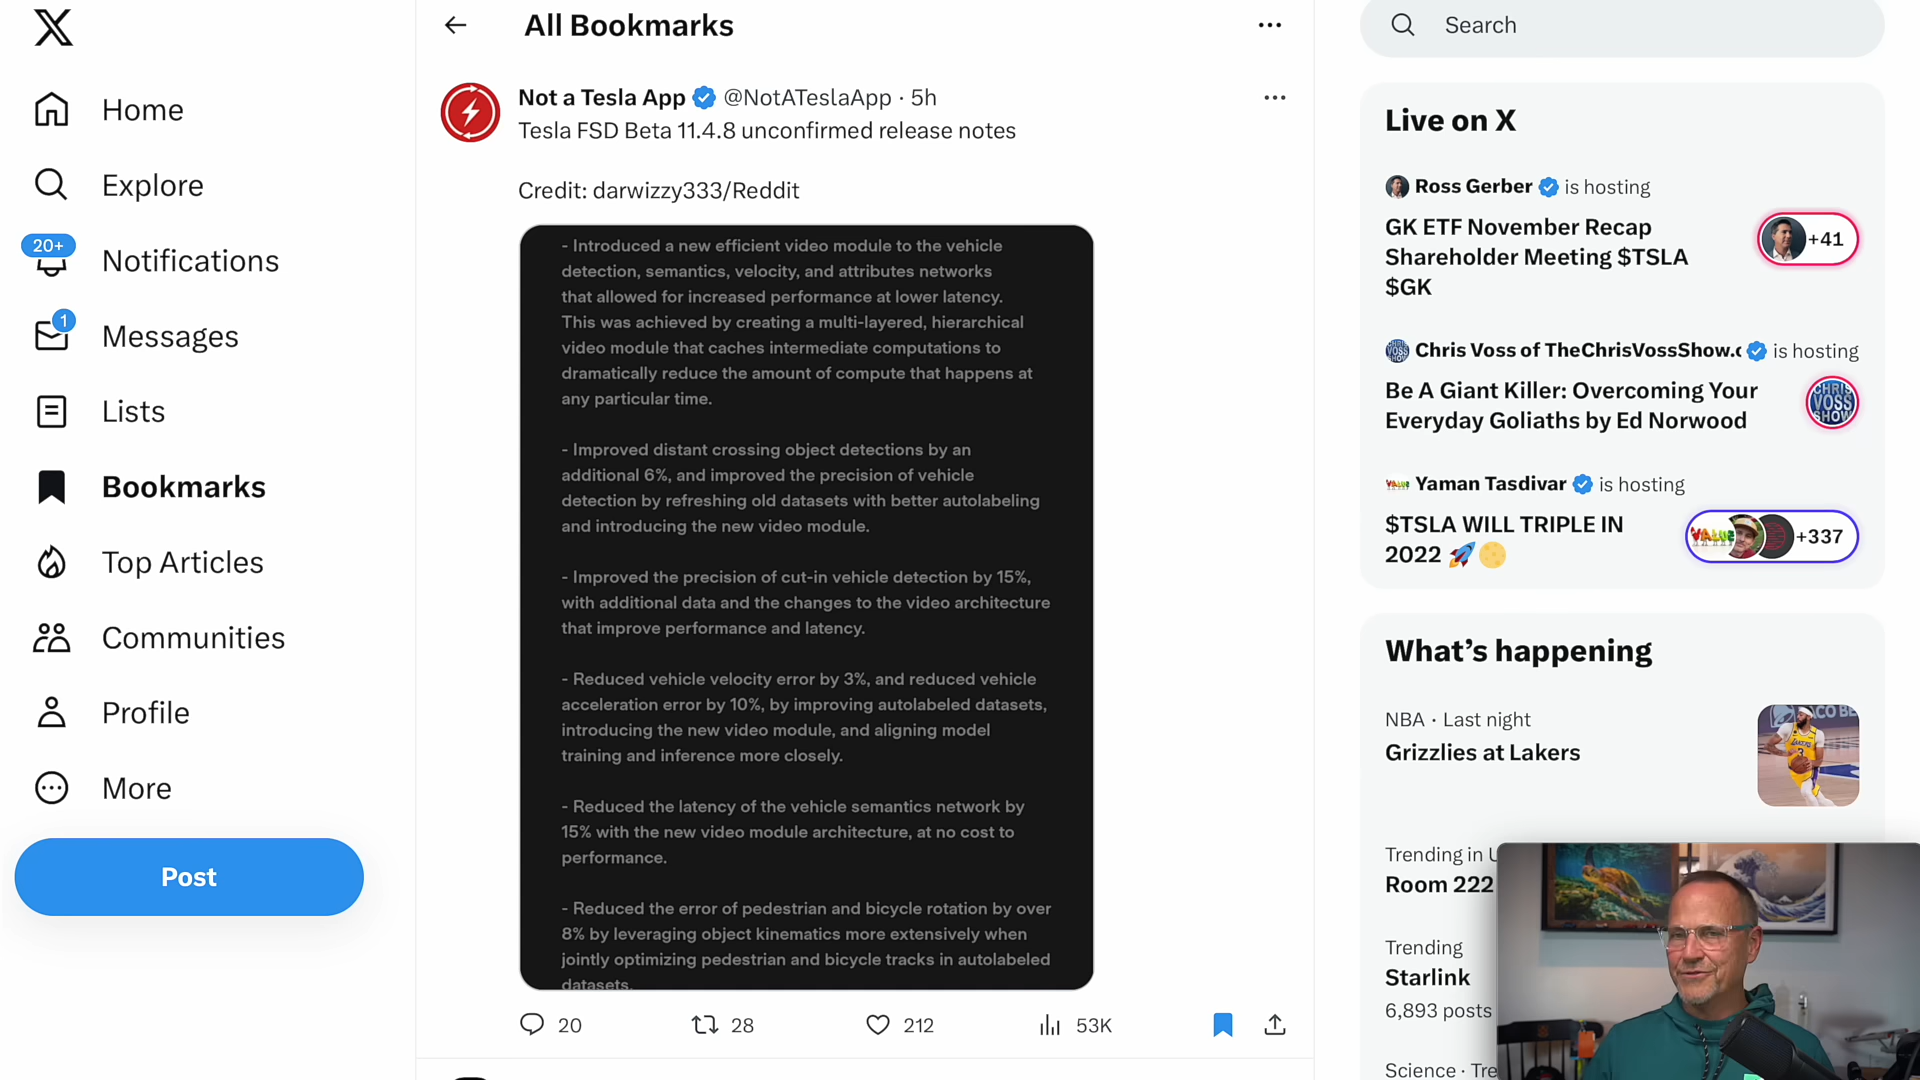 Home
Explore
20+
Notifications
1
Messages
Lists
Bookmarks
Top Articles
Communities
Profile
More
Post
All Bookmarks
Not a Tesla App @NotATeslaApp · 5h
Tesla FSD Beta 11.4.8 unconfirmed release notes
Credit: darwizzy333/Reddit
- Introduced a new efficient video module to the vehicle
detection, semantics, velocity, and attributes networks
that allowed for increased performance at lower latency.
This was achieved by creating a multi-layered, hierarchical
video module that caches intermediate computations to
dramatically reduce the amount of compute that happens at
any particular time.
- Improved distant crossing object detections by an
additional 6%, and improved the precision of vehicle
detection by refreshing old datasets with better autolabeling
and introducing the new video module.
- Improved the precision of cut-in vehicle detection by 15%,
with additional data and the changes to the video architecture
that improve performance and latency.
- Reduced vehicle velocity error by 3%, and reduced vehicle
acceleration error by 10%, by improving autolabeled datasets,
introducing the new video module, and aligning model
training and inference more closely.
- Reduced the latency of the vehicle semantics network by
15% with the new video module architecture, at no cost to
performance.
- Reduced the error of pedestrian and bicycle rotation by over
8% by leveraging object kinematics more extensively when
jointly optimizing pedestrian and bicycle tracks in autolabeled
datasets.
20 28 212 53K
Search
Live on X
Ross Gerber is hosting
GK ETF November Recap
Shareholder Meeting $TSLA
$GK
+41
Chris Voss of TheChrisVossShow.c is hosting
Be A Giant Killer: Overcoming Your
Everyday Goliaths by Ed Norwood
CHRIS
VOSS
SHOW
Yaman Tasdivar is hosting
$TSLA WILL TRIPLE IN
2022 🚀🌕
VALUE
+337
What's happening
NBA · Last night
Grizzlies at Lakers
Trending in U
Room 222
Trending
Starlink
6,893 posts
Science · Tre